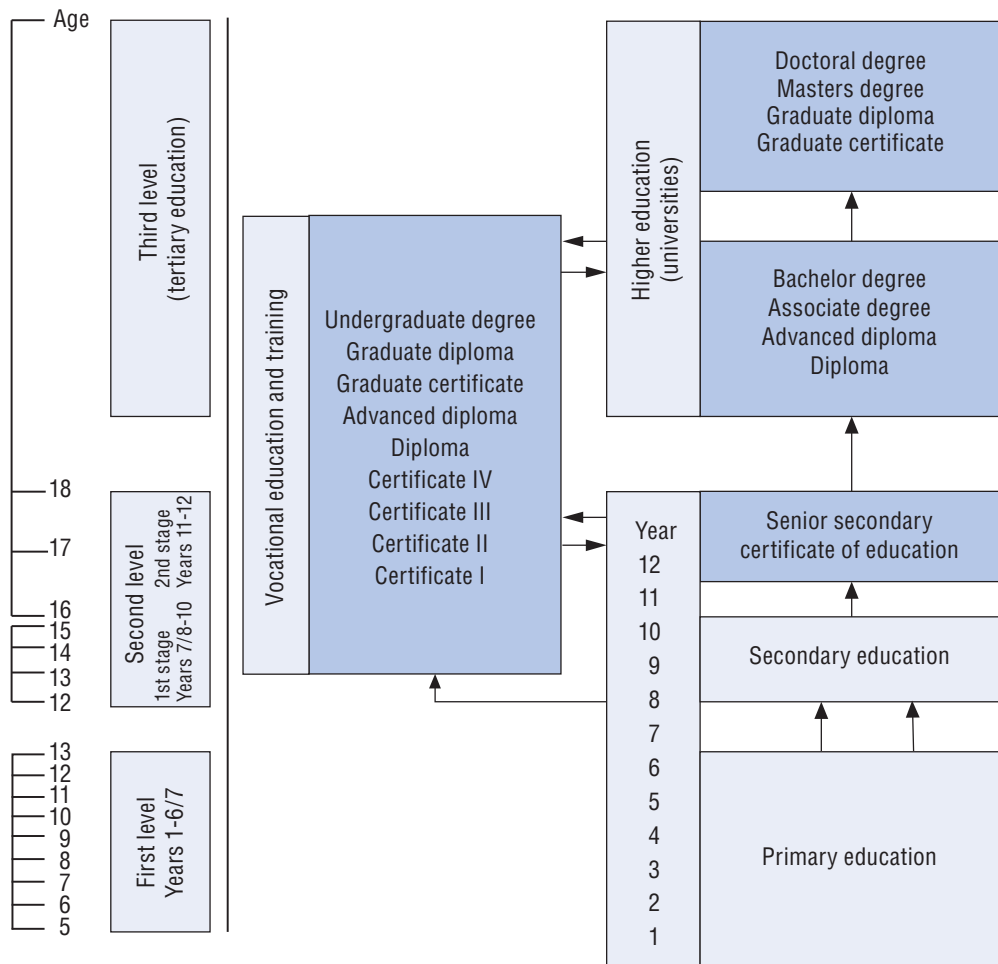 Age
18
17
16
15
14
13
12
13
12
11
10
9
8
7
6
5
Third level
(tertiary education)
Second level
1st stage
Years 7/8-10
2nd stage
Years 11-12
First level
Years 1-6/7
Vocational education and training
Undergraduate degree
Graduate diploma
Graduate certificate
Advanced diploma
Diploma
Certificate IV
Certificate III
Certificate II
Certificate I
Higher education
(universities)
Doctoral degree
Masters degree
Graduate diploma
Graduate certificate
Bachelor degree
Associate degree
Advanced diploma
Diploma
Year
12
11
10
9
8
7
6
5
4
3
2
1
Senior secondary
certificate of education
Secondary education
Primary education